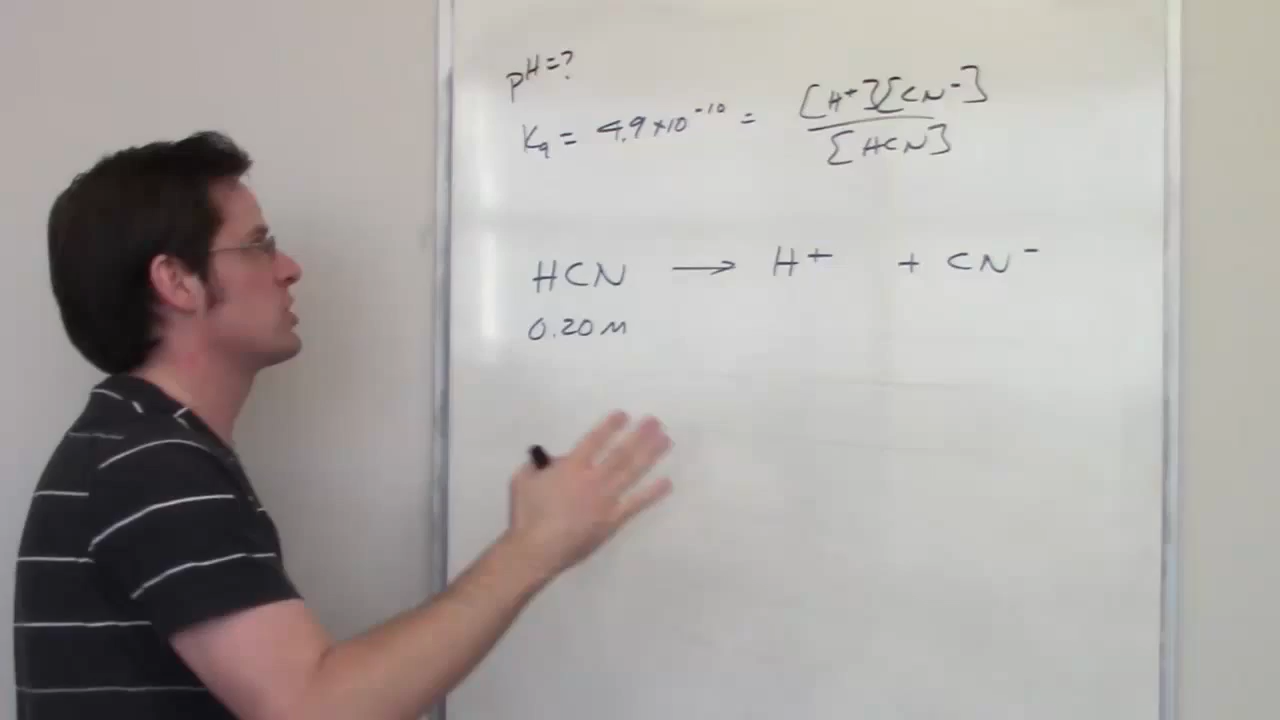 pH = ?
Ka = 4.9 x 10^-10 = [H+][CN-] / [HCN]
HCN → H+ + CN-
0.20 M